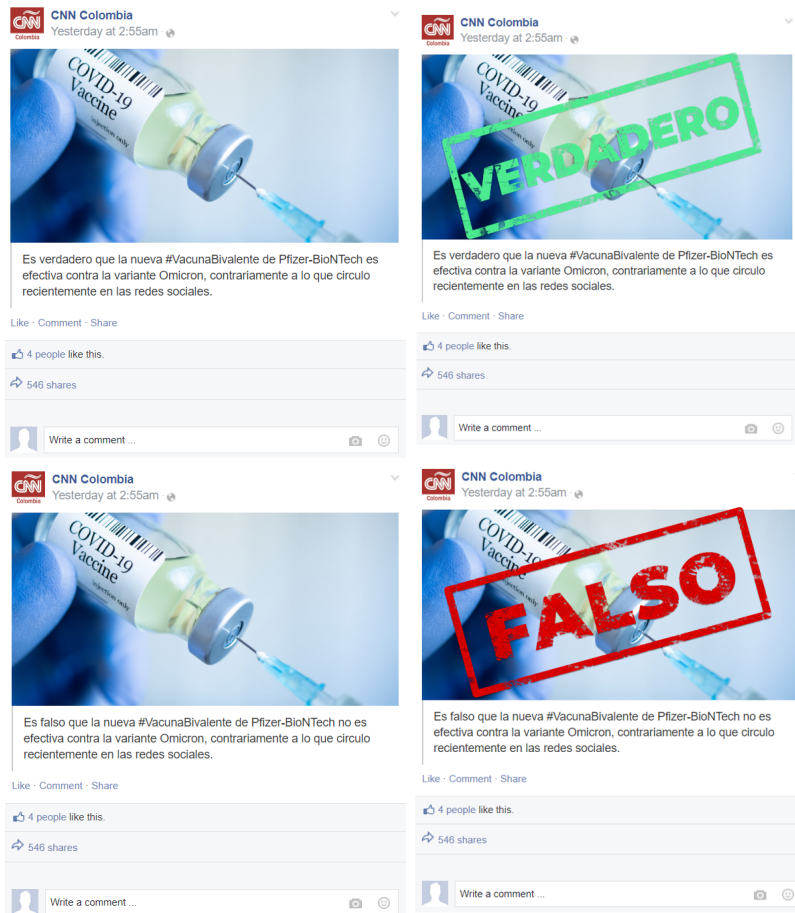 CNN
Colombia
CNN Colombia
Yesterday at 2:55am
COVID-19
Vaccine
injection only
Es verdadero que la nueva #VacunaBivalente de Pfizer-BioNTech es
efectiva contra la variante Omicron, contrariamente a lo que circulo
recientemente en las redes sociales.
Like · Comment · Share
4 people like this.
546 shares
Write a comment ...
CNN
Colombia
CNN Colombia
Yesterday at 2:55am
COVID-19
Vaccine
VERDADERO
Es verdadero que la nueva #VacunaBivalente de Pfizer-BioNTech es
efectiva contra la variante Omicron, contrariamente a lo que circulo
recientemente en las redes sociales.
Like · Comment · Share
4 people like this.
546 shares
Write a comment ...
CNN
Colombia
CNN Colombia
Yesterday at 2:55am
COVID-19
Vaccine
injection only
Es falso que la nueva #VacunaBivalente de Pfizer-BioNTech no es
efectiva contra la variante Omicron, contrariamente a lo que circulo
recientemente en las redes sociales.
Like · Comment · Share
4 people like this.
546 shares
Write a comment ...
CNN
Colombia
CNN Colombia
Yesterday at 2:55am
COVID-19
Vaccine
injection only
FALSO
Es falso que la nueva #VacunaBivalente de Pfizer-BioNTech no es
efectiva contra la variante Omicron, contrariamente a lo que circulo
recientemente en las redes sociales.
Like · Comment · Share
4 people like this.
546 shares
Write a comment ...